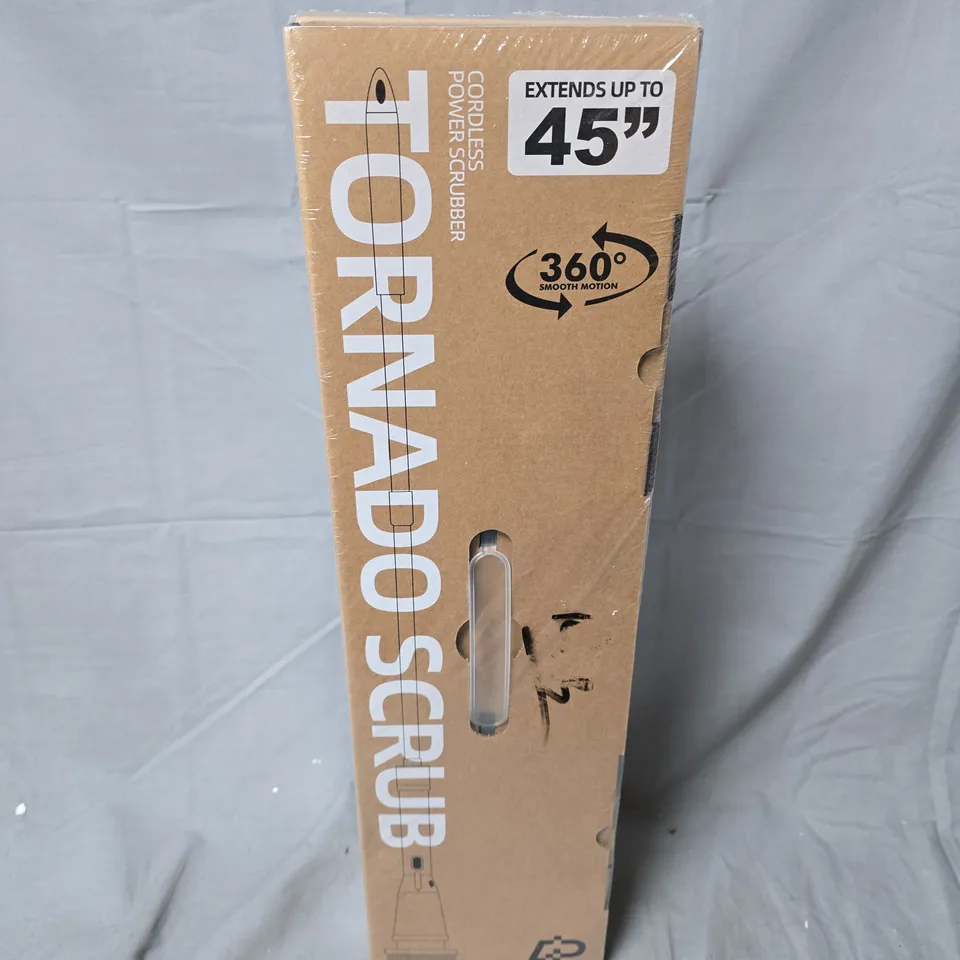 EXTENDS UP TO
45”
CORDLESS
POWER SCRUBBER
TORNADO SCRUB
360°
SMOOTH MOTION